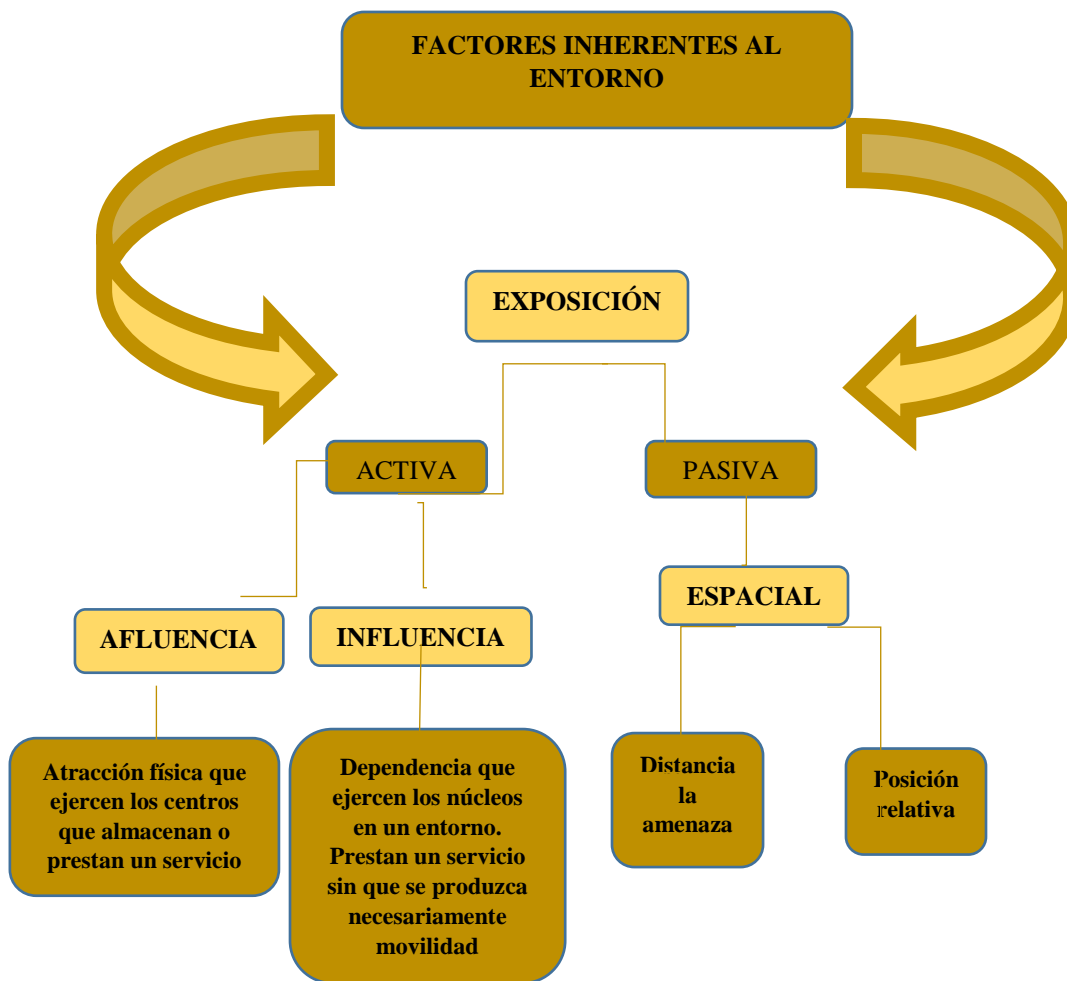 FACTORES INHERENTES AL
ENTORNO
EXPOSICIÓN
ACTIVA
PASIVA
ESPACIAL
AFLUENCIA
INFLUENCIA
Atracción física que
ejercen los centros
que almacenan o
prestan un servicio
Dependencia que
ejercen los núcleos
en un entorno.
Prestan un servicio
sin que se produzca
necesariamente
movilidad
Distancia
la
amenaza
Posición
relativa